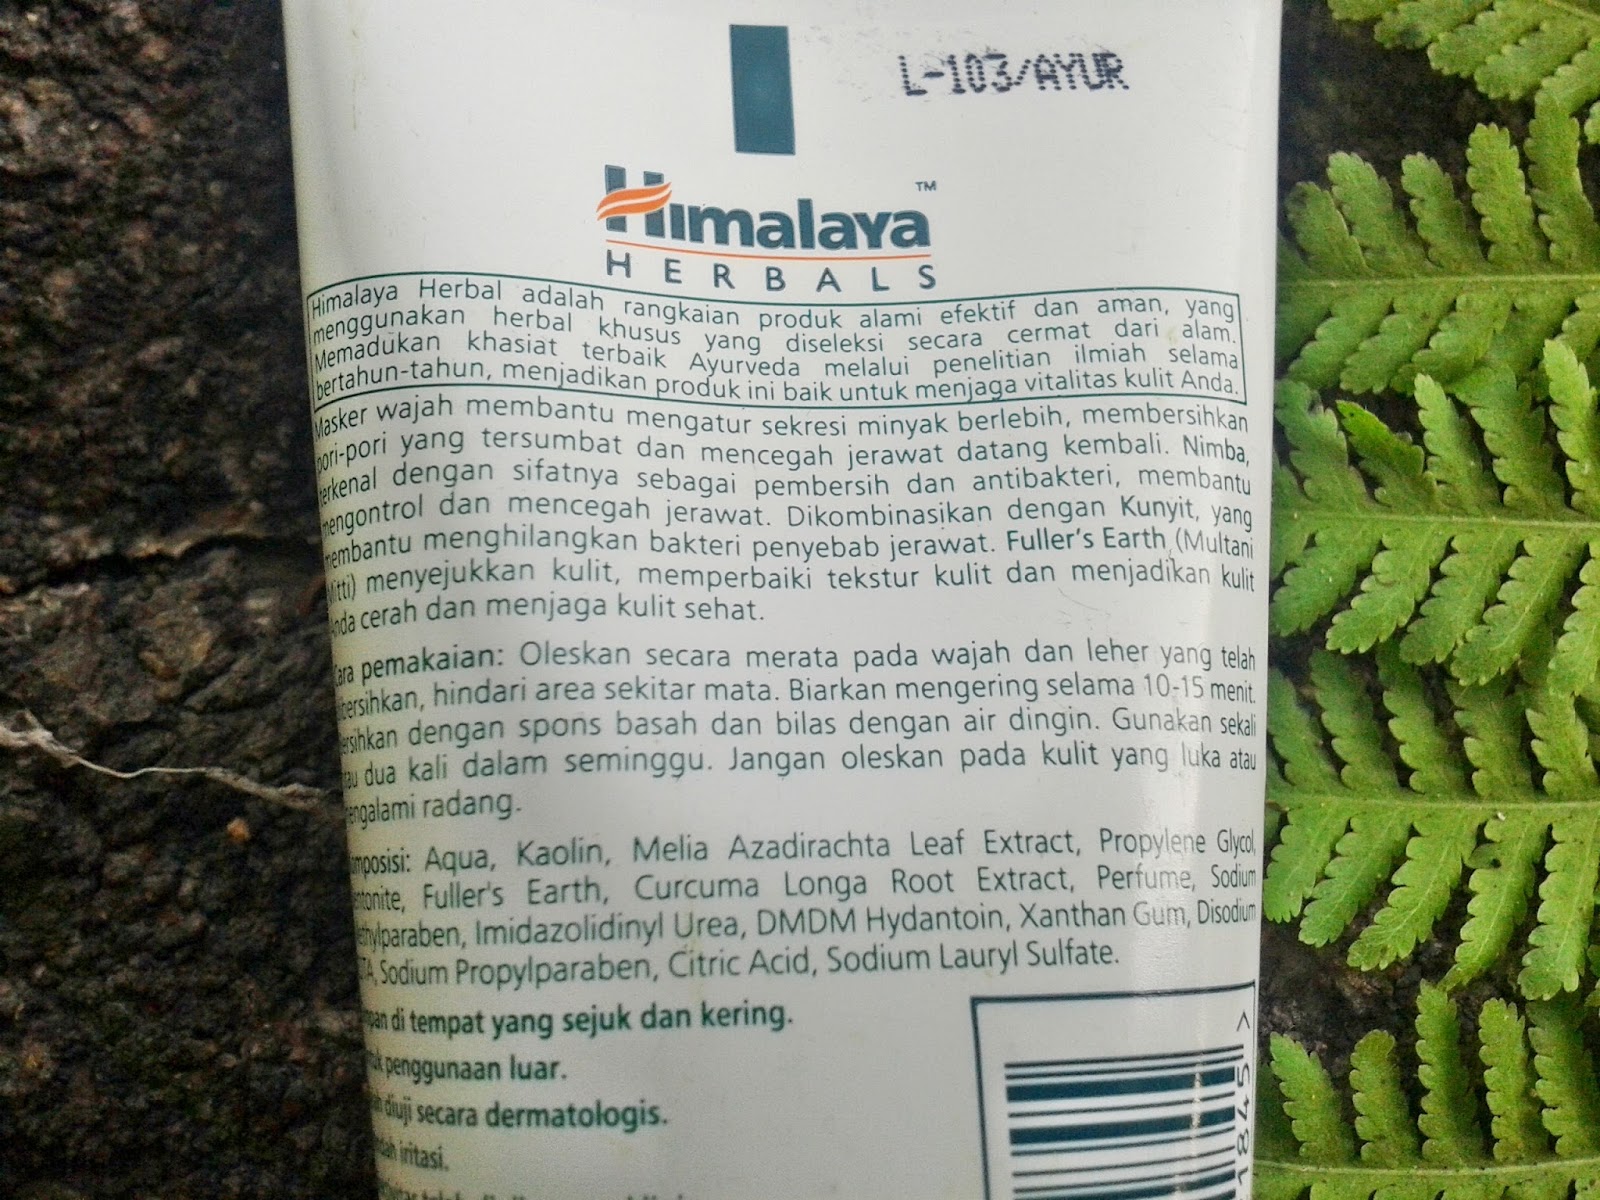 L-103/AYUR
Himalaya ™
HERBALS
Himalaya Herbal adalah rangkaian produk alami efektif dan aman, yang
menggunakan herbal khusus yang diseleksi secara cermat dari alam.
Memadukan khasiat terbaik Ayurveda melalui penelitian ilmiah selama
bertahun-tahun, menjadikan produk ini baik untuk menjaga vitalitas kulit Anda.
Masker wajah membantu mengatur sekresi minyak berlebih, membersihkan
pori-pori yang tersumbat dan mencegah jerawat datang kembali. Nimba,
terkenal dengan sifatnya sebagai pembersih dan antibakteri, membantu
mengontrol dan mencegah jerawat. Dikombinasikan dengan Kunyit, yang
membantu menghilangkan bakteri penyebab jerawat. Fuller's Earth (Multani
Mitti) menyejukkan kulit, memperbaiki tekstur kulit dan menjadikan kulit
Anda cerah dan menjaga kulit sehat.
Cara pemakaian: Oleskan secara merata pada wajah dan leher yang telah
hindari area sekitar mata. Biarkan mengering selama 10-15 menit.
dengan spons basah dan bilas dengan air dingin. Gunakan sekali
dua kali dalam seminggu. Jangan oleskan pada kulit yang luka atau
radang.
Aqua, Kaolin, Melia Azadirachta Leaf Extract, Propylene Glycol,
Fuller's Earth, Curcuma Longa Root Extract, Perfume, Sodium
Imidazolidinyl Urea, DMDM Hydantoin, Xanthan Gum, Disodium
Sodium Propylparaben, Citric Acid, Sodium Lauryl Sulfate.
di tempat yang sejuk dan kering.
penggunaan luar.
diuji secara dermatologis.
iritasi.
1845 >